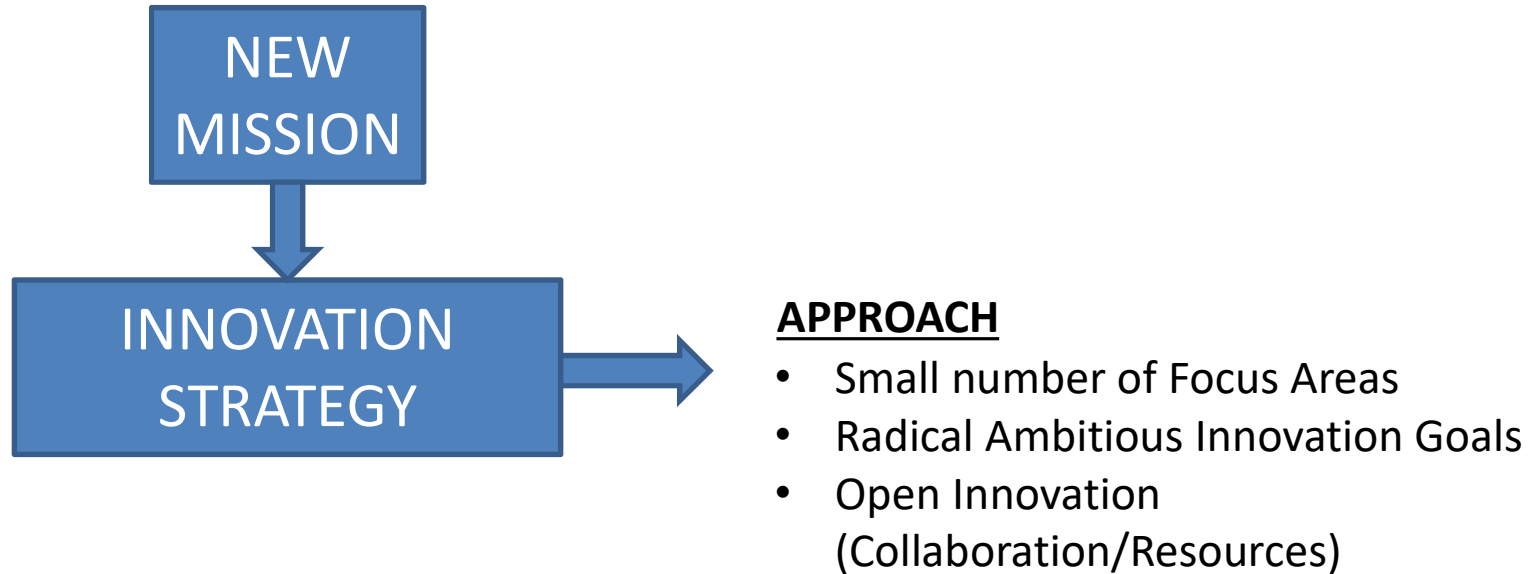 NEW
MISSION
INNOVATION
STRATEGY
APPROACH
• Small number of Focus Areas
• Radical Ambitious Innovation Goals
• Open Innovation
(Collaboration/Resources)